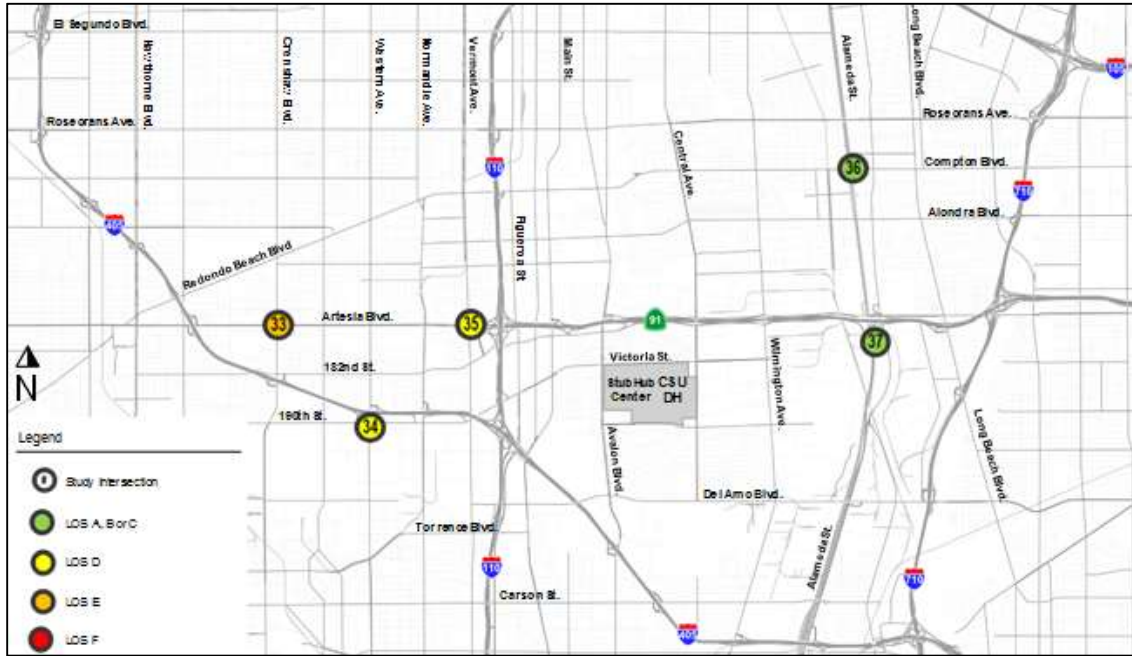 El Segundo Blvd.
Hawthorne Blvd.
Crenshaw Blvd.
Western Ave.
Normandie Ave.
Vermont Ave.
Main St.
Alameda St.
Long Beach Blvd.
105
Rosecrans Ave.
Rosecrans Ave.
110
Central Ave.
36
Compton Blvd.
710
Alondra Blvd.
405
Figueroa St
Redondo Beach Blvd
33
Artesia Blvd.
35
91
37
N
182nd St.
Victoria St.
Wilmington Ave.
StubHub
Center
CSU
DH
190th St.
34
Avalon Blvd.
Long Beach Blvd.
Legend
Study Intersection
LOS A, B or C
LOS D
LOS E
LOS F
Del Amo Blvd.
Torrence Blvd.
Alameda St.
110
710
Carson St.
405